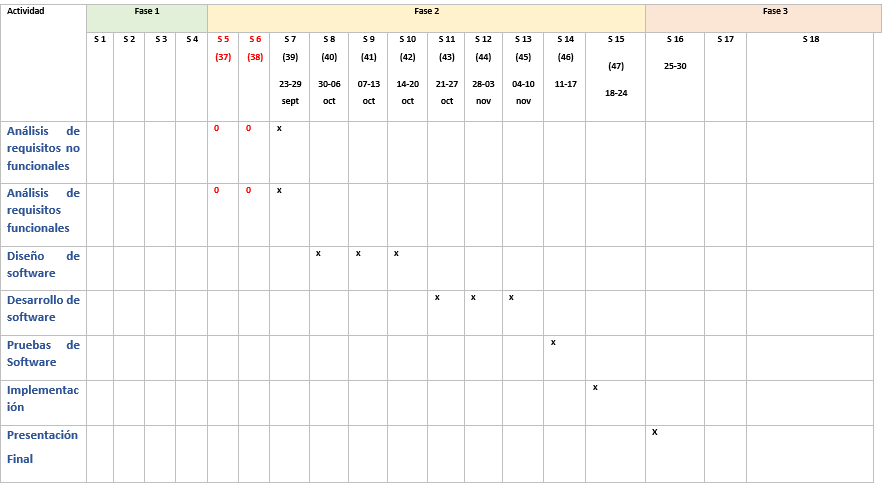 Actividad Fase 1 Fase 2 Fase 3
S 1 S 2 S 3 S 4 S 5 S 6 S 7 S 8 S 9 S 10 S 11 S 12 S 13 S 14 S 15 S 16 S 17 S 18
(37) (38) (39) (40) (41) (42) (43) (44) (45) (46) (47)
23-29 30-06 07-13 14-20 21-27 28-03 04-10 11-17 18-24 25-30
sept oct oct oct oct nov nov
Análisis de 0 0 x
requisitos no
funcionales
Análisis de 0 0 x
requisitos
funcionales
Diseño de x x x
software
Desarrollo de x x x
software
Pruebas de x
Software
Implementac x
ión
Presentación X
Final